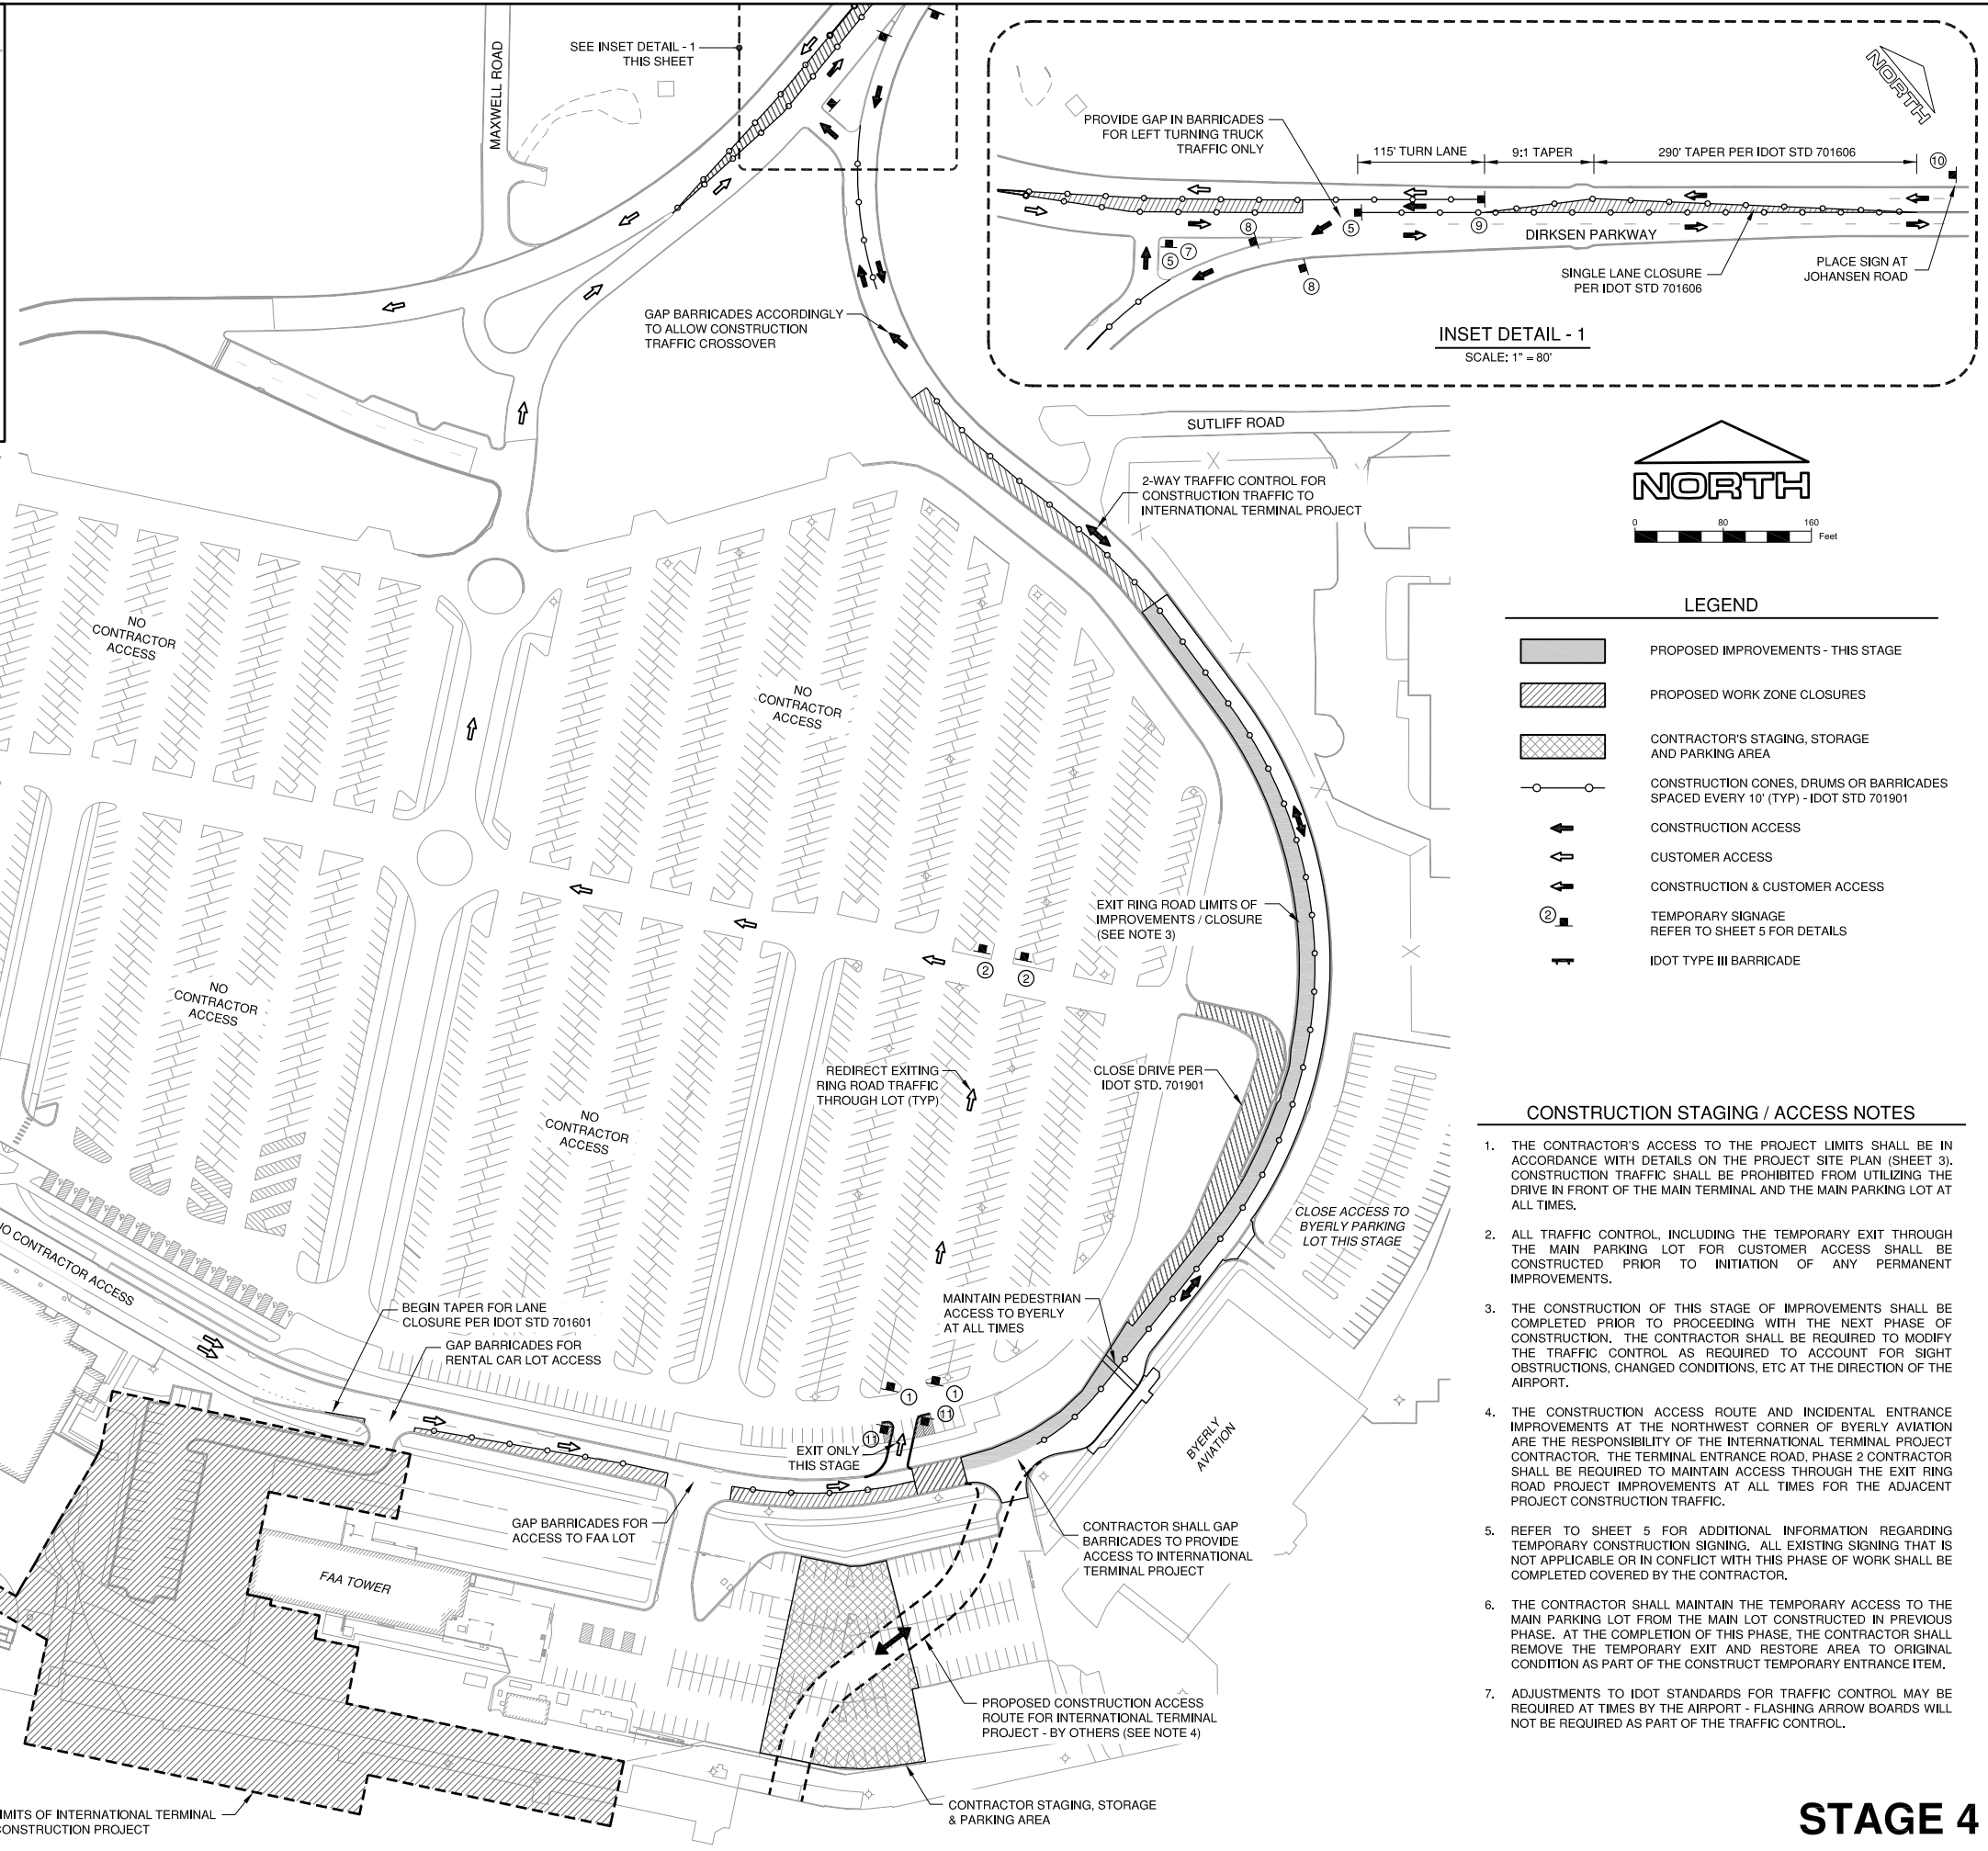 SEE INSET DETAIL - 1
THIS SHEET
MAXWELL ROAD
PROVIDE GAP IN BARRICADES
FOR LEFT TURNING TRUCK
TRAFFIC ONLY
115' TURN LANE
9:1 TAPER
290' TAPER PER IDOT STD 701606
10
NORTH
5
8
9
5
7
8
DIRKSEN PARKWAY
SINGLE LANE CLOSURE
PER IDOT STD 701606
PLACE SIGN AT
JOHANSEN ROAD
INSET DETAIL - 1
SCALE: 1" = 80'
GAP BARRICADES ACCORDINGLY
TO ALLOW CONSTRUCTION
TRAFFIC CROSSOVER
SUTLIFF ROAD
2-WAY TRAFFIC CONTROL FOR
CONSTRUCTION TRAFFIC TO
INTERNATIONAL TERMINAL PROJECT
NORTH
0 80 160
Feet
NO
CONTRACTOR
ACCESS
NO
CONTRACTOR
ACCESS
EXIT RING ROAD LIMITS OF
IMPROVEMENTS / CLOSURE
(SEE NOTE 3)
2
2
NO
CONTRACTOR
ACCESS
NO
CONTRACTOR
ACCESS
REDIRECT EXITING
RING ROAD TRAFFIC
THROUGH LOT (TYP)
CLOSE DRIVE PER
IDOT STD. 701901
CLOSE ACCESS TO
BYERLY PARKING
LOT THIS STAGE
CONTRACTOR ACCESS
BEGIN TAPER FOR LANE
CLOSURE PER IDOT STD 701601
GAP BARRICADES FOR
RENTAL CAR LOT ACCESS
MAINTAIN PEDESTRIAN
ACCESS TO BYERLY
AT ALL TIMES
1
1
11
11
EXIT ONLY
THIS STAGE
BYERLY
AVIATION
GAP BARRICADES FOR
ACCESS TO FAA LOT
CONTRACTOR SHALL GAP
BARRICADES TO PROVIDE
ACCESS TO INTERNATIONAL
TERMINAL PROJECT
FAA TOWER
PROPOSED CONSTRUCTION ACCESS
ROUTE FOR INTERNATIONAL TERMINAL
PROJECT - BY OTHERS (SEE NOTE 4)
CONTRACTOR STAGING, STORAGE
& PARKING AREA
IMITS OF INTERNATIONAL TERMINAL
CONSTRUCTION PROJECT
LEGEND
PROPOSED IMPROVEMENTS - THIS STAGE
PROPOSED WORK ZONE CLOSURES
CONTRACTOR'S STAGING, STORAGE
AND PARKING AREA
CONSTRUCTION CONES, DRUMS OR BARRICADES
SPACED EVERY 10' (TYP) - IDOT STD 701901
CONSTRUCTION ACCESS
CUSTOMER ACCESS
CONSTRUCTION & CUSTOMER ACCESS
2
TEMPORARY SIGNAGE
REFER TO SHEET 5 FOR DETAILS
IDOT TYPE III BARRICADE
CONSTRUCTION STAGING / ACCESS NOTES
1. THE CONTRACTOR'S ACCESS TO THE PROJECT LIMITS SHALL BE IN
ACCORDANCE WITH DETAILS ON THE PROJECT SITE PLAN (SHEET 3).
CONSTRUCTION TRAFFIC SHALL BE PROHIBITED FROM UTILIZING THE
DRIVE IN FRONT OF THE MAIN TERMINAL AND THE MAIN PARKING LOT AT
ALL TIMES.
2. ALL TRAFFIC CONTROL, INCLUDING THE TEMPORARY EXIT THROUGH
THE MAIN PARKING LOT FOR CUSTOMER ACCESS SHALL BE
CONSTRUCTED PRIOR TO INITIATION OF ANY PERMANENT
IMPROVEMENTS.
3. THE CONSTRUCTION OF THIS STAGE OF IMPROVEMENTS SHALL BE
COMPLETED PRIOR TO PROCEEDING WITH THE NEXT PHASE OF
CONSTRUCTION. THE CONTRACTOR SHALL BE REQUIRED TO MODIFY
THE TRAFFIC CONTROL AS REQUIRED TO ACCOUNT FOR SIGHT
OBSTRUCTIONS, CHANGED CONDITIONS, ETC AT THE DIRECTION OF THE
AIRPORT.
4. THE CONSTRUCTION ACCESS ROUTE AND INCIDENTAL ENTRANCE
IMPROVEMENTS AT THE NORTHWEST CORNER OF BYERLY AVIATION
ARE THE RESPONSIBILITY OF THE INTERNATIONAL TERMINAL PROJECT
CONTRACTOR. THE TERMINAL ENTRANCE ROAD, PHASE 2 CONTRACTOR
SHALL BE REQUIRED TO MAINTAIN ACCESS THROUGH THE EXIT RING
ROAD PROJECT IMPROVEMENTS AT ALL TIMES FOR THE ADJACENT
PROJECT CONSTRUCTION TRAFFIC.
5. REFER TO SHEET 5 FOR ADDITIONAL INFORMATION REGARDING
TEMPORARY CONSTRUCTION SIGNING. ALL EXISTING SIGNING THAT IS
NOT APPLICABLE OR IN CONFLICT WITH THIS PHASE OF WORK SHALL BE
COMPLETED COVERED BY THE CONTRACTOR.
6. THE CONTRACTOR SHALL MAINTAIN THE TEMPORARY ACCESS TO THE
MAIN PARKING LOT FROM THE MAIN LOT CONSTRUCTED IN PREVIOUS
PHASE. AT THE COMPLETION OF THIS PHASE, THE CONTRACTOR SHALL
REMOVE THE TEMPORARY EXIT AND RESTORE AREA TO ORIGINAL
CONDITION AS PART OF THE CONSTRUCT TEMPORARY ENTRANCE ITEM.
7. ADJUSTMENTS TO IDOT STANDARDS FOR TRAFFIC CONTROL MAY BE
REQUIRED AT TIMES BY THE AIRPORT - FLASHING ARROW BOARDS WILL
NOT BE REQUIRED AS PART OF THE TRAFFIC CONTROL.
STAGE 4